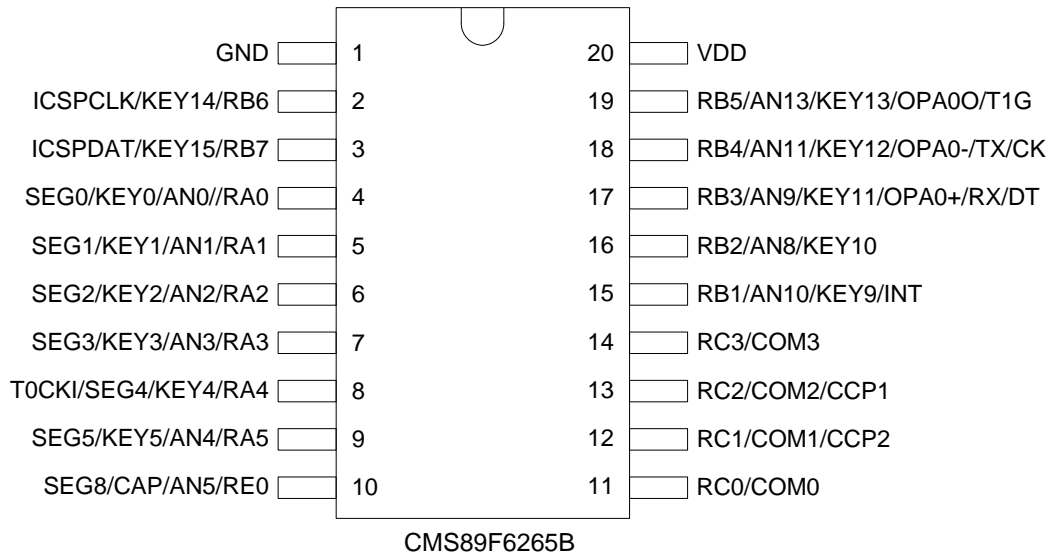 GND 1 20 VDD
ICSPCLK/KEY14/RB6 2 19 RB5/AN13/KEY13/OPA0O/T1G
ICSPDAT/KEY15/RB7 3 18 RB4/AN11/KEY12/OPA0-/TX/CK
SEG0/KEY0/AN0//RA0 4 17 RB3/AN9/KEY11/OPA0+/RX/DT
SEG1/KEY1/AN1/RA1 5 16 RB2/AN8/KEY10
SEG2/KEY2/AN2/RA2 6 15 RB1/AN10/KEY9/INT
SEG3/KEY3/AN3/RA3 7 14 RC3/COM3
T0CKI/SEG4/KEY4/RA4 8 13 RC2/COM2/CCP1
SEG5/KEY5/AN4/RA5 9 12 RC1/COM1/CCP2
SEG8/CAP/AN5/RE0 10 11 RC0/COM0
CMS89F6265B